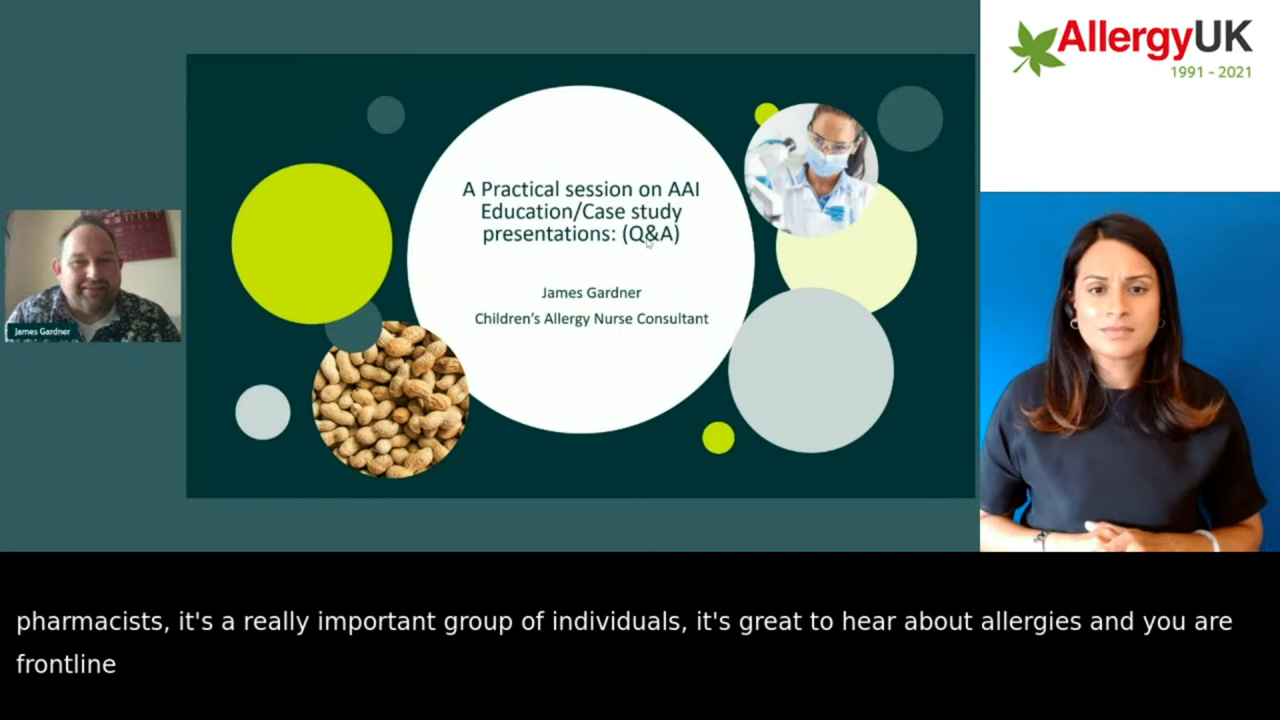 AllergyUK
1991 - 2021
A Practical session on AAI
Education/Case study
presentations: (Q&A)
James Gardner
Children's Allergy Nurse Consultant
James Gardner
pharmacists, it's a really important group of individuals, it's great to hear about allergies and you are
frontline